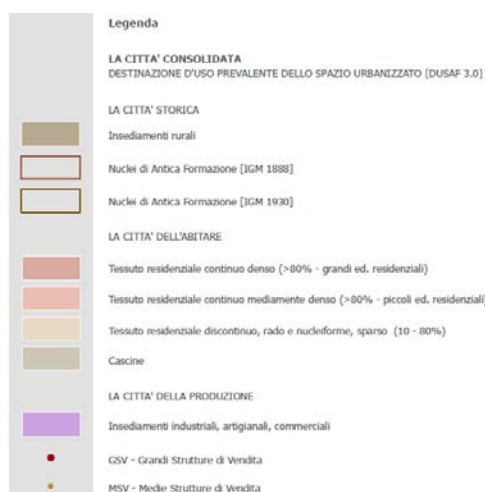 Legenda
LA CITTA' CONSOLIDATA
DESTINAZIONE D'USO PREVALENTE DELLO SPAZIO URBANIZZATO [DUSAF 3.0]
LA CITTA' STORICA
Insediamenti rurali
Nuclei di Antica Formazione [IGM 1888]
Nuclei di Antica Formazione [IGM 1930]
LA CITTA' DELL'ABITARE
Tessuto residenziale continuo denso (>80% - grandi ed. residenziali)
Tessuto residenziale continuo mediamente denso (>80% - piccoli ed. residenziali)
Tessuto residenziale discontinuo, rado e nucleiforme, sparso (10 - 80%)
Cascine
LA CITTA' DELLA PRODUZIONE
Insediamenti industriali, artigianali, commerciali
GSV - Grandi Strutture di Vendita
MSV - Medie Strutture di Vendita